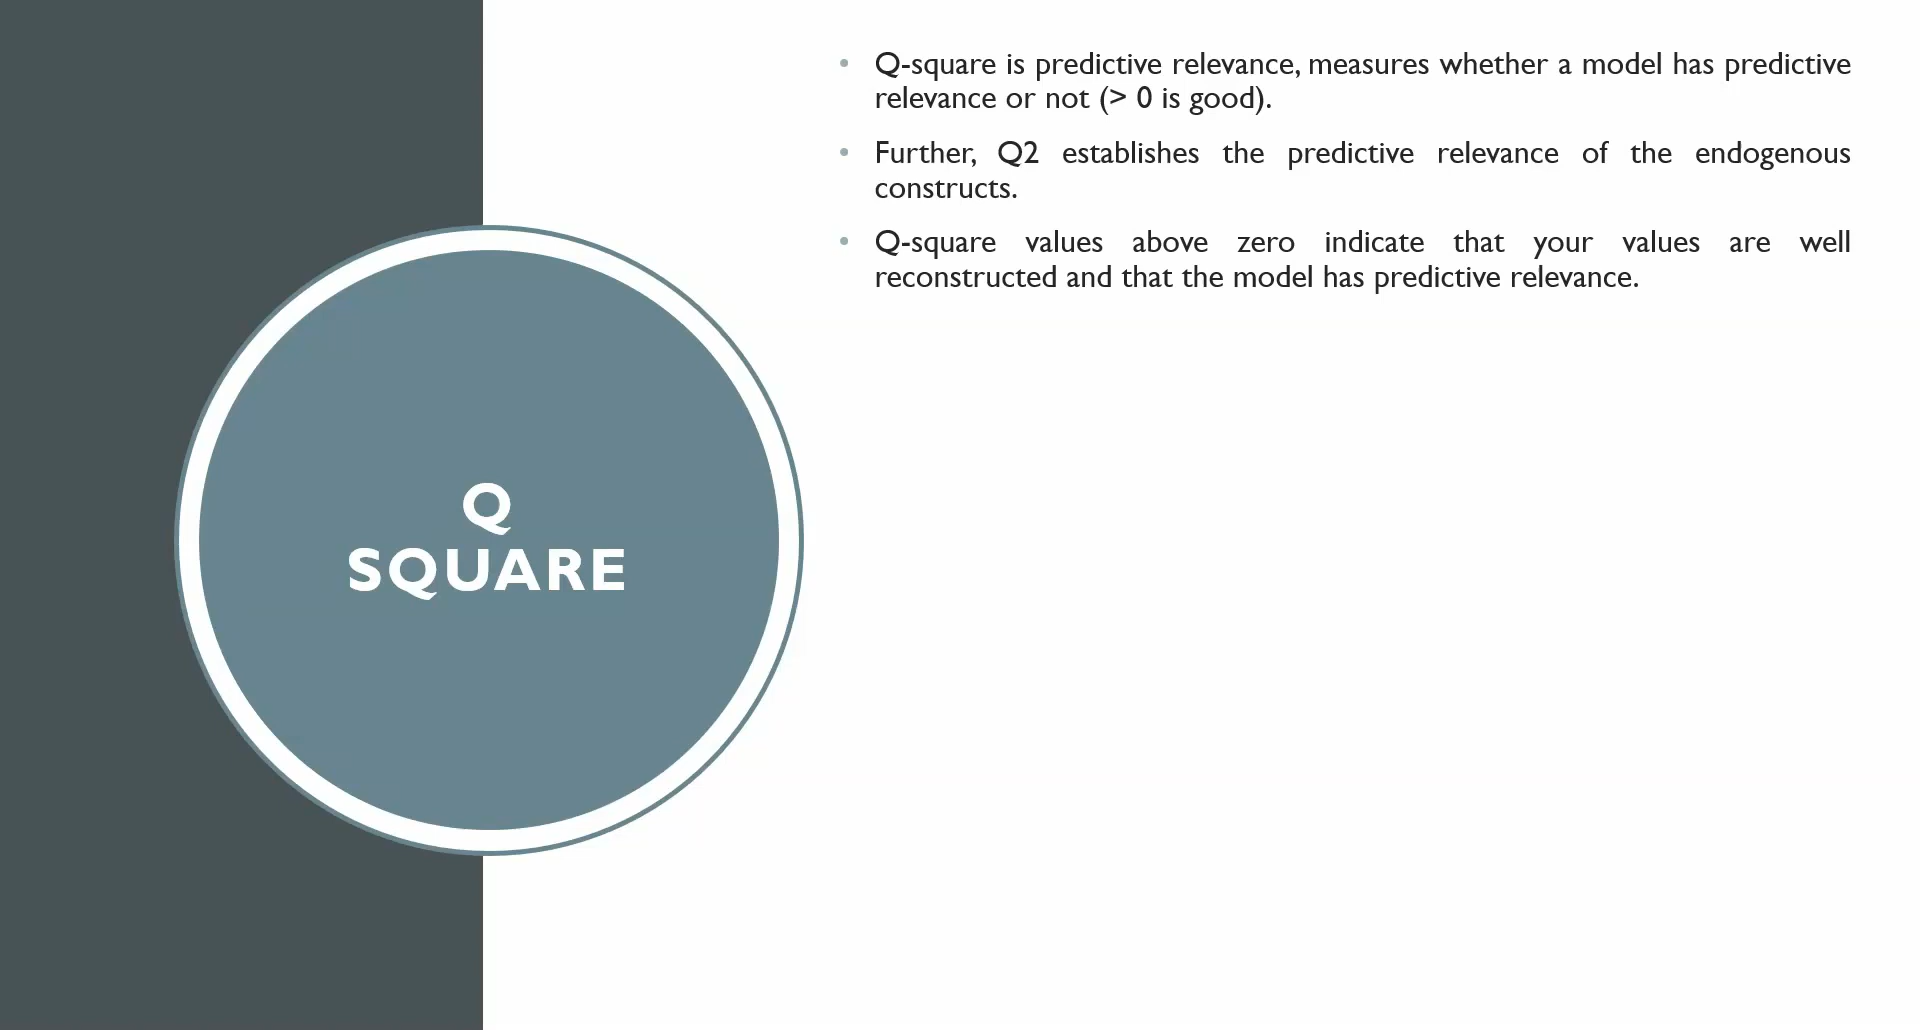 Q
SQUARE
• Q-square is predictive relevance, measures whether a model has predictive
relevance or not (> 0 is good).
• Further, Q2 establishes the predictive relevance of the endogenous
constructs.
• Q-square values above zero indicate that your values are well
reconstructed and that the model has predictive relevance.